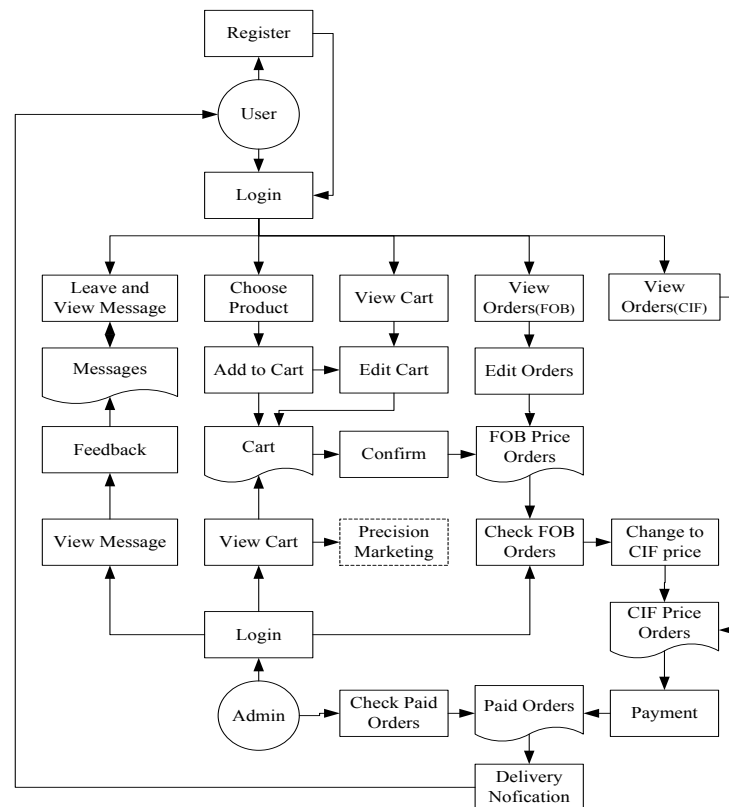 Register
User
Login
Leave and
View Message
Choose
Product
View Cart
View
Orders(FOB)
View
Orders(CIF)
Messages
Add to Cart
Edit Cart
Edit Orders
Feedback
Cart
Confirm
FOB Price
Orders
View Message
View Cart
Precision
Marketing
Check FOB
Orders
Change to
CIF price
Login
CIF Price
Orders
Admin
Check Paid
Orders
Paid Orders
Payment
Delivery
Nofication